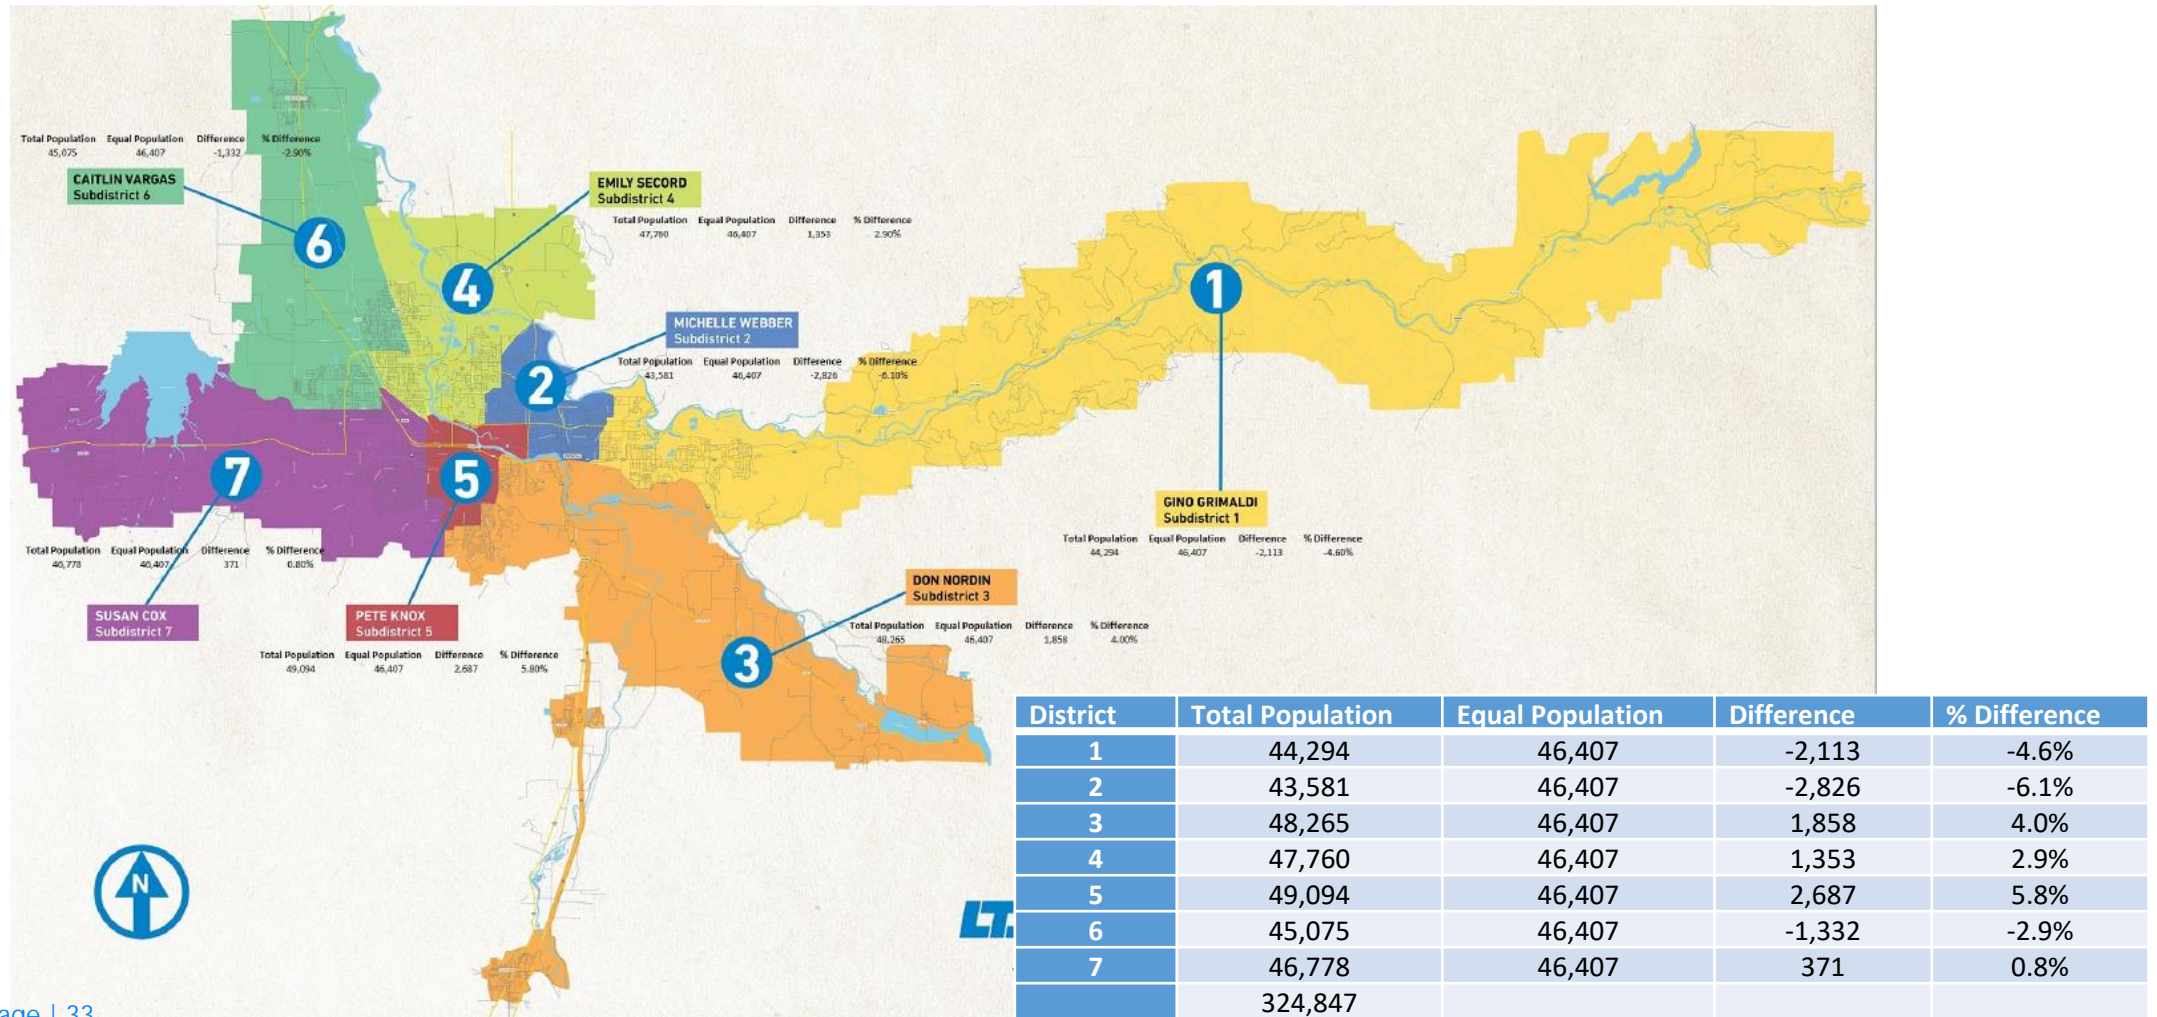 Total Population Equal Population Difference % Difference
45,075 46,407 -1,332 -2.90%
CAITLIN VARGAS
Subdistrict 6
EMILY SECORD
Subdistrict 4
Total Population Equal Population Difference % Difference
47,760 46,407 1,353 2.90%
6
4
1
MICHELLE WEBBER
Subdistrict 2
Total Population Equal Population Difference % Difference
43,581 46,407 -2,826 -6.10%
2
7
5
GINO GRIMALDI
Subdistrict 1
Total Population Equal Population Difference % Difference
44,294 46,407 -2,113 -4.60%
Total Population Equal Population Difference % Difference
46,778 46,407 371 0.80%
DON NORDIN
Subdistrict 3
SUSAN COX
Subdistrict 7
PETE KNOX
Subdistrict 5
Total Population Equal Population Difference % Difference
48,265 46,407 1,858 4.00%
Total Population Equal Population Difference % Difference
49,094 46,407 2,687 5.80%
3
District Total Population Equal Population Difference % Difference
1 44,294 46,407 -2,113 -4.6%
2 43,581 46,407 -2,826 -6.1%
3 48,265 46,407 1,858 4.0%
4 47,760 46,407 1,353 2.9%
5 49,094 46,407 2,687 5.8%
6 45,075 46,407 -1,332 -2.9%
7 46,778 46,407 371 0.8%
324,847
N
LT
age | 33